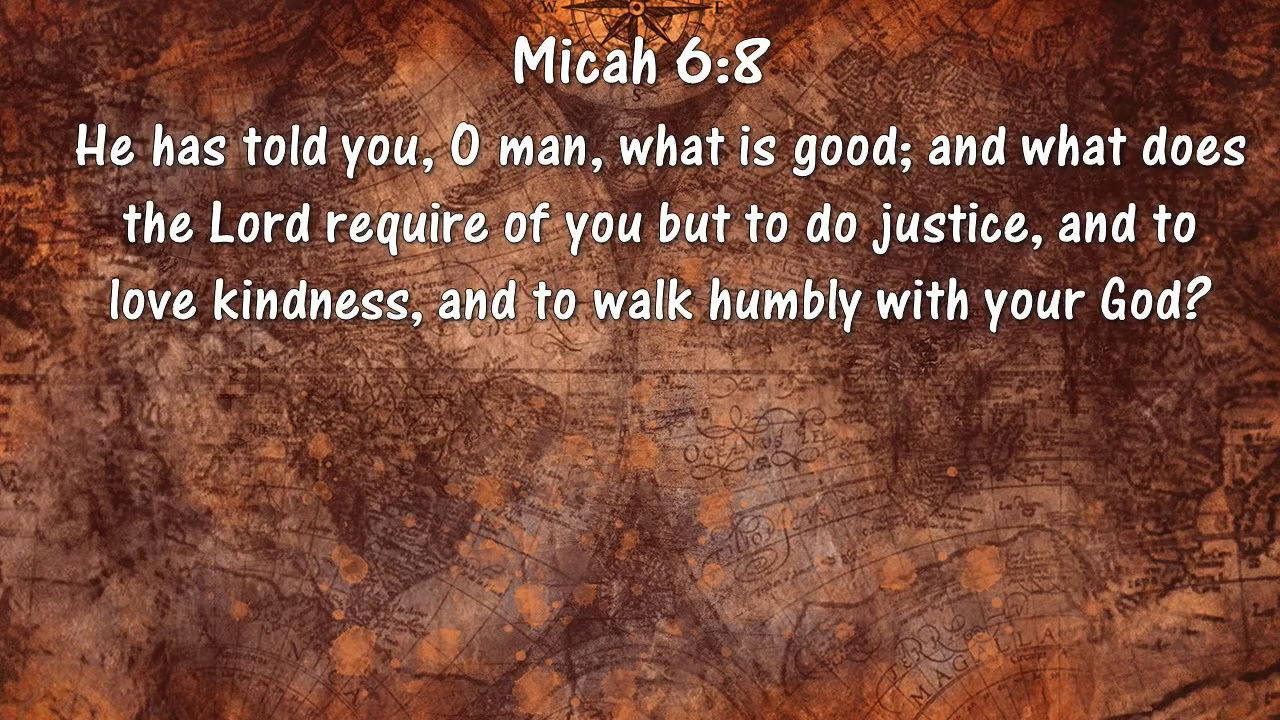 W E
Micah 6:8
S
He has told you, O man, what is good; and what does
the Lord require of you but to do justice, and to
love kindness, and to walk humbly with your God?
MAGELLA